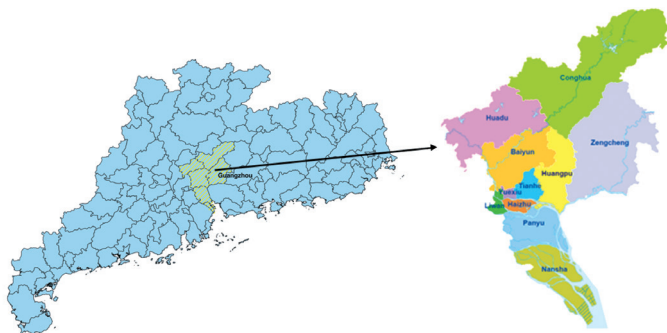 Guangzhou
Conghua
Huadu
Zengcheng
Baiyun
Huangpu
Tianhe
Yuexiu
Liwan
Haizhu
Panyu
Nansha